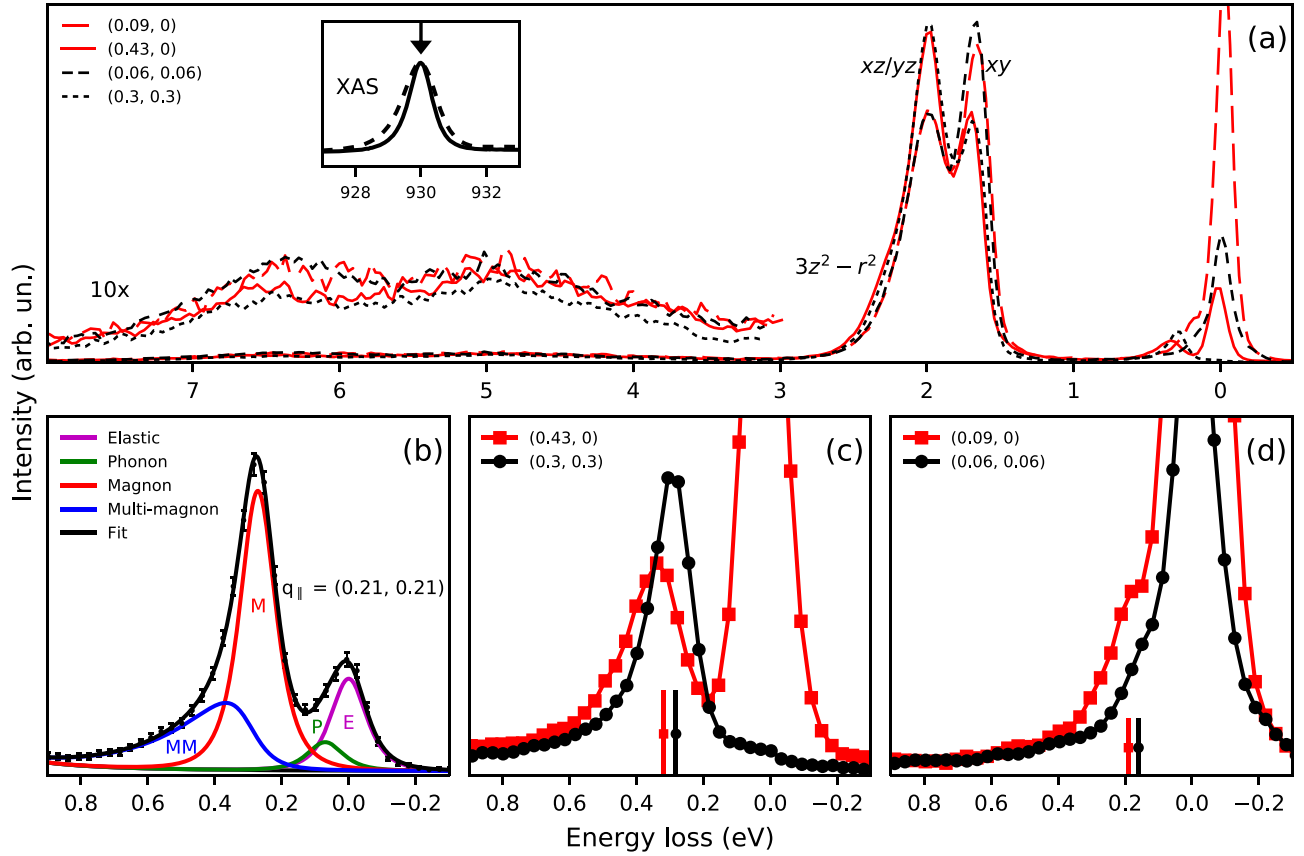 (0.09, 0)
(0.43, 0)
(0.06, 0.06)
(0.3, 0.3)
XAS
928 930 932
(a)
xz/yz
xy
3z² − r²
10x
7 6 5 4 3 2 1 0
Intensity (arb. un.)
Elastic
Phonon
Magnon
Multi-magnon
Fit
(b)
q∥ = (0.21, 0.21)
M
P
E
MM
0.8 0.6 0.4 0.2 0.0 −0.2
(0.43, 0)
(0.3, 0.3)
(c)
0.8 0.6 0.4 0.2 0.0
(0.09, 0)
(0.06, 0.06)
(d)
0.8 0.6 0.4 0.2 0.0 −0.2
Energy loss (eV)